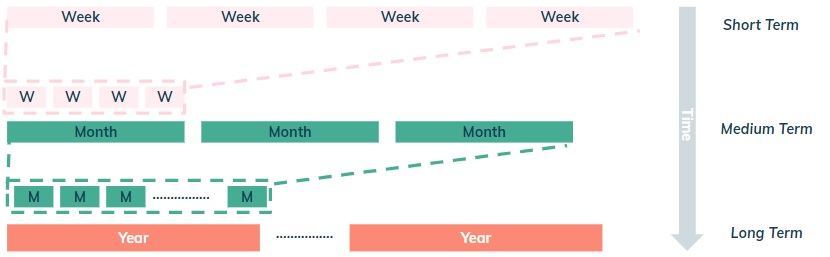 Week Week Week Week
Short Term
W W W W
Time
Month Month Month
Medium Term
M M M ................ M
Year ................ Year
Long Term